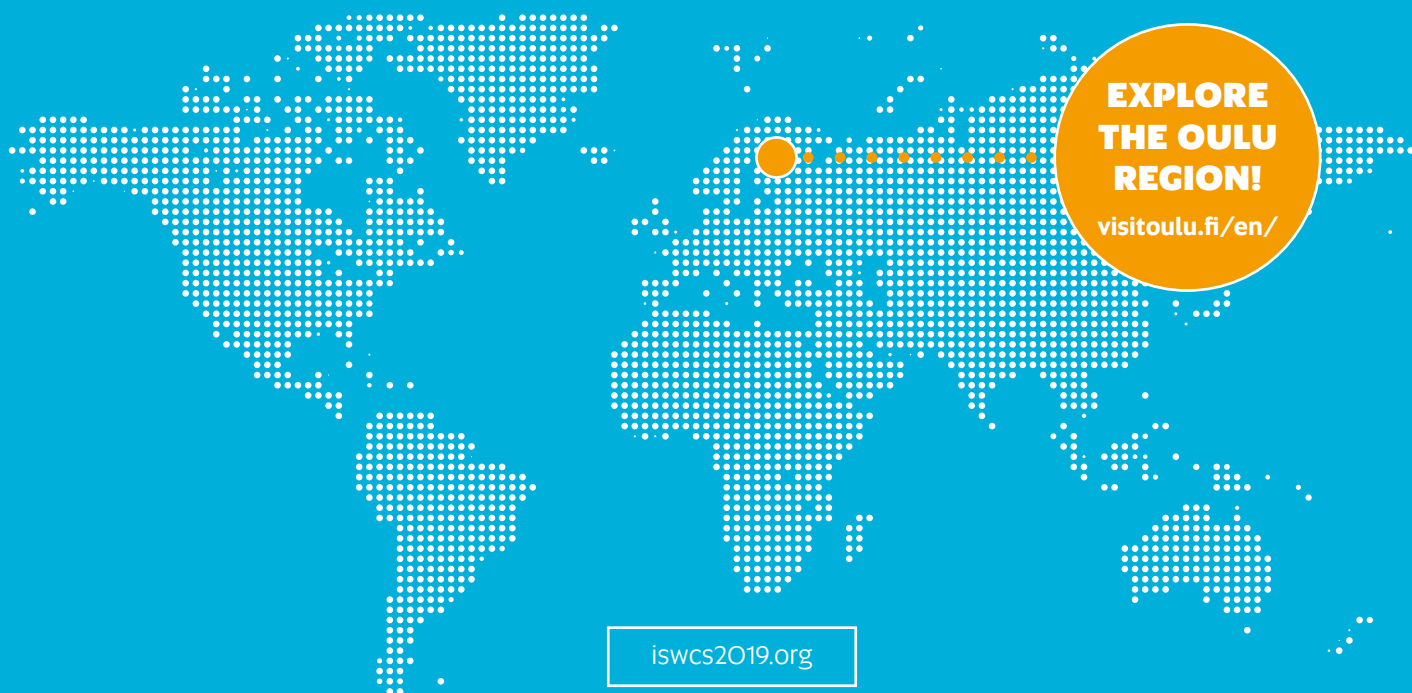 EXPLORE
THE OULU
REGION!
visitoulu.fi/en/
iswcs2019.org